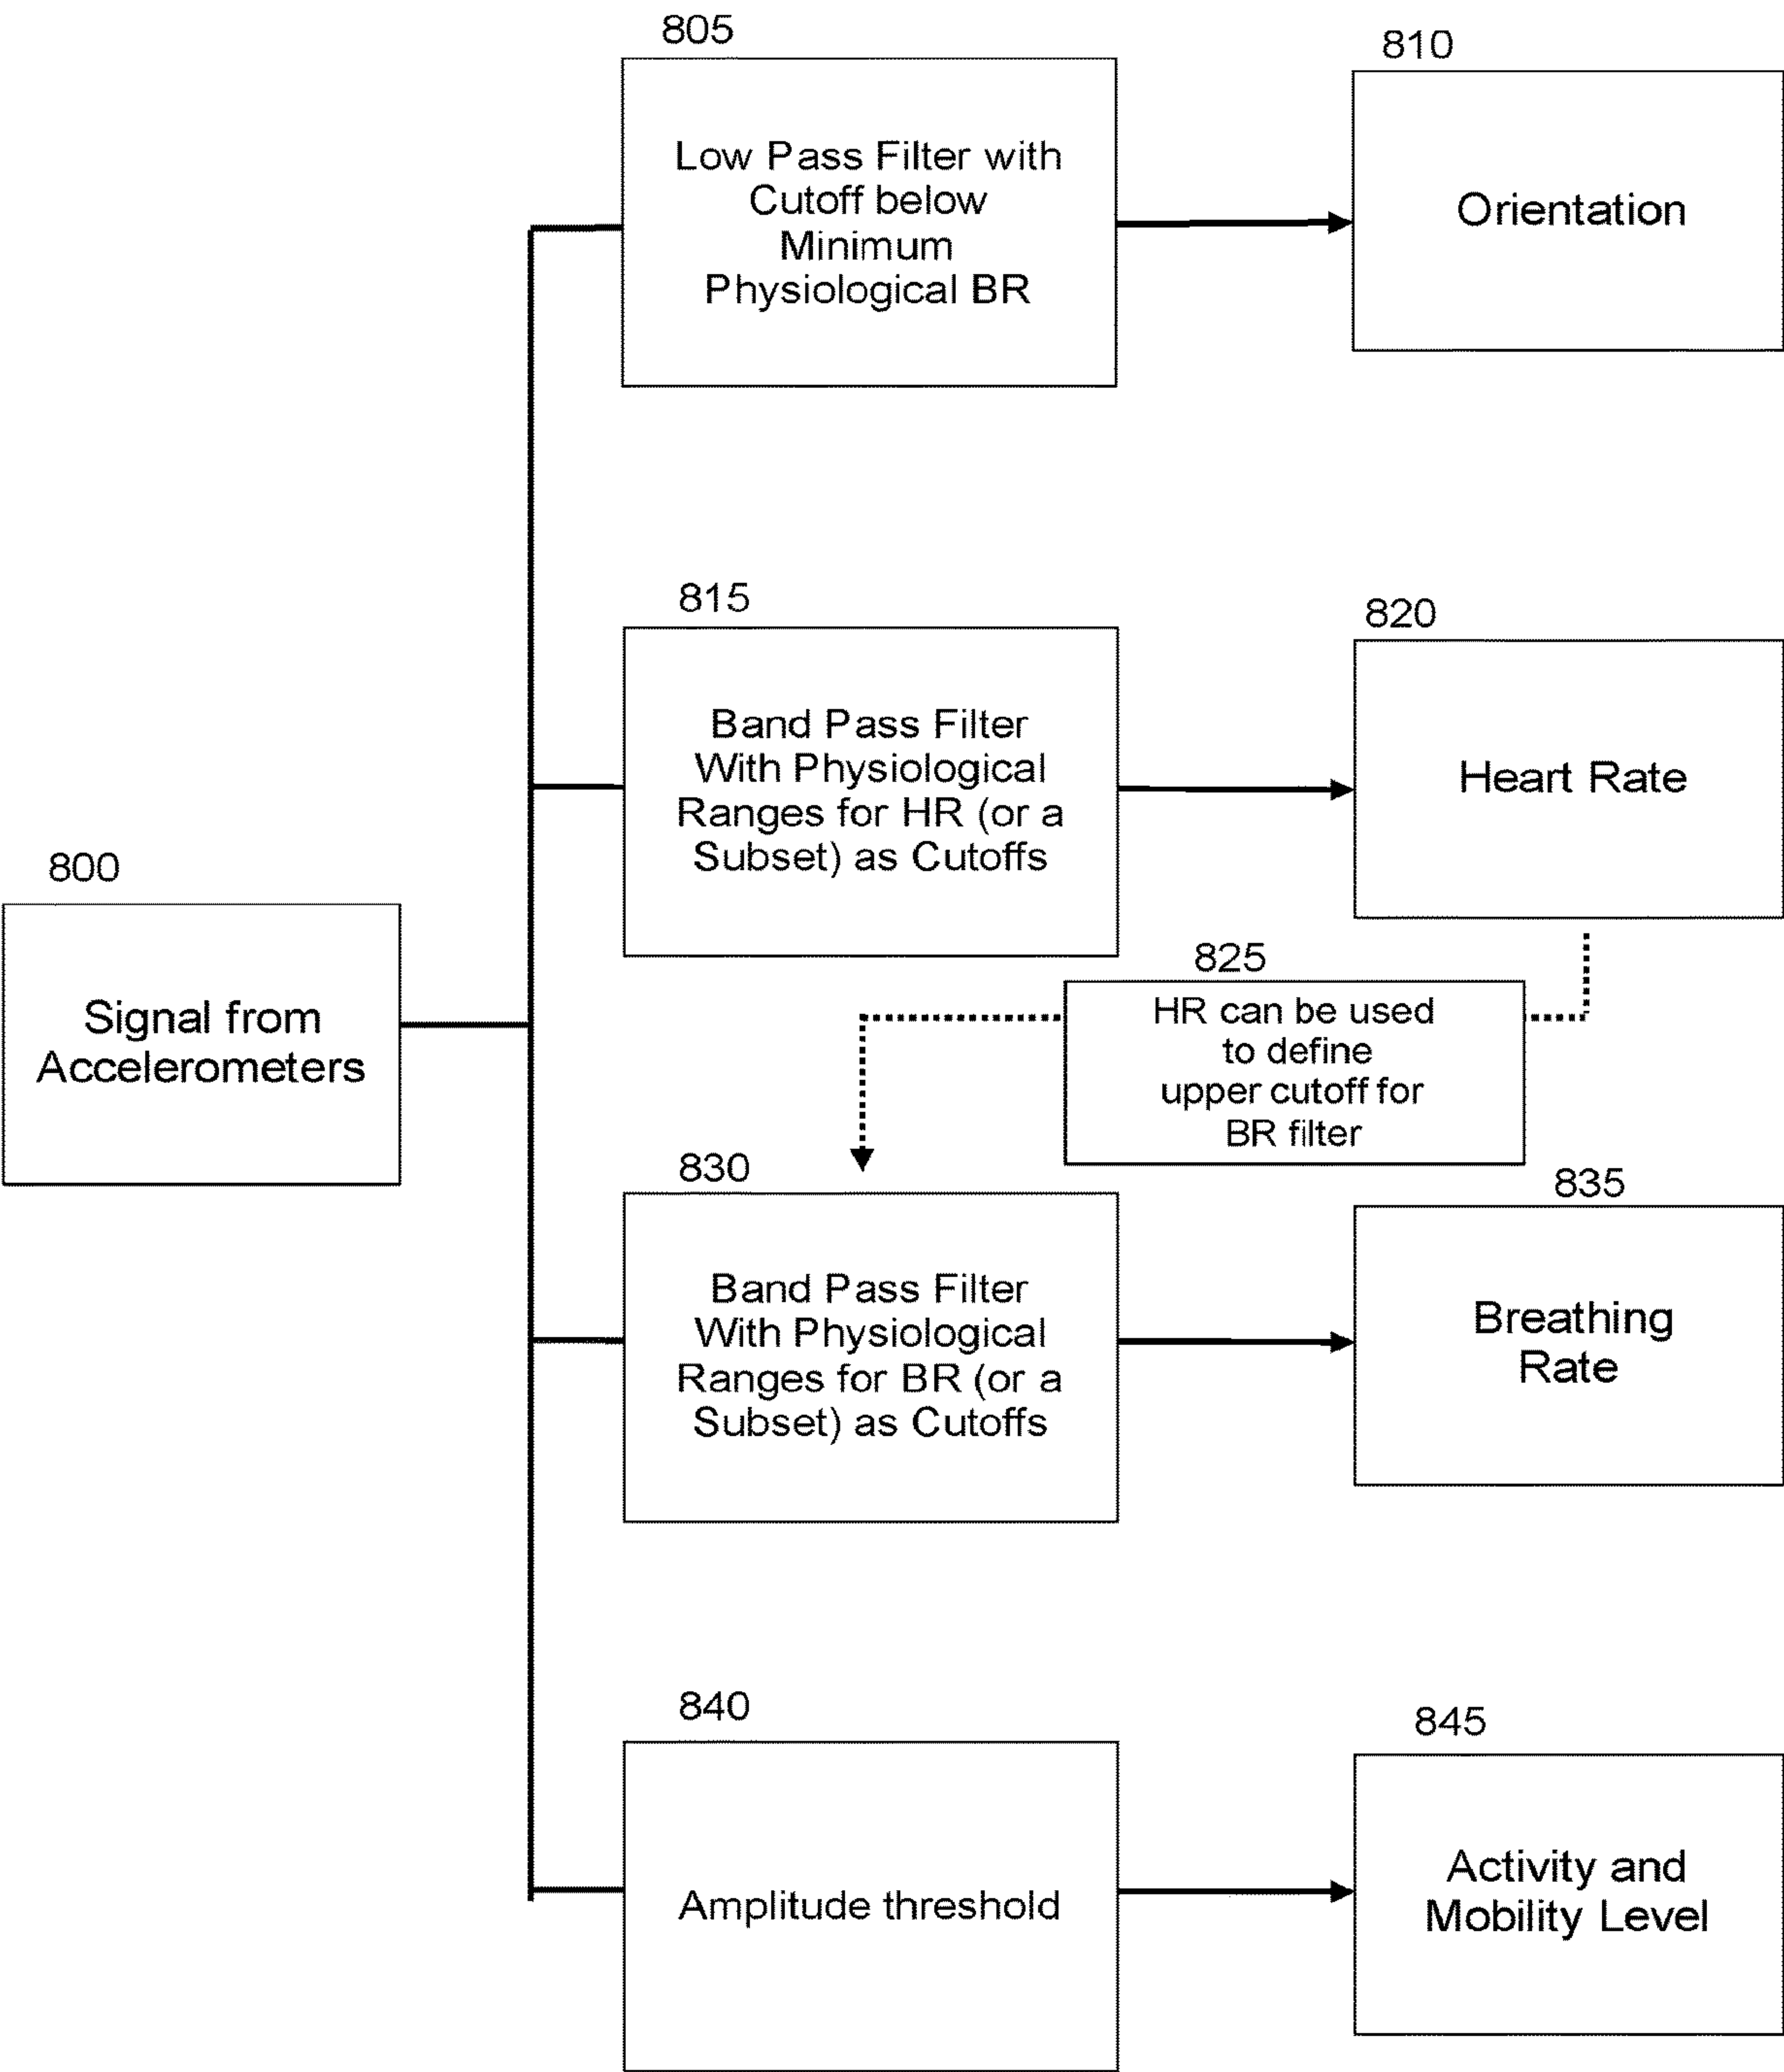 805
Low Pass Filter with
Cutoff below
Minimum
Physiological BR
810
Orientation
815
Band Pass Filter
With Physiological
Ranges for HR (or a
Subset) as Cutoffs
820
Heart Rate
800
Signal from
Accelerometers
825
HR can be used
to define
upper cutoff for
BR filter
830
Band Pass Filter
With Physiological
Ranges for BR (or a
Subset) as Cutoffs
835
Breathing
Rate
840
Amplitude threshold
845
Activity and
Mobility Level